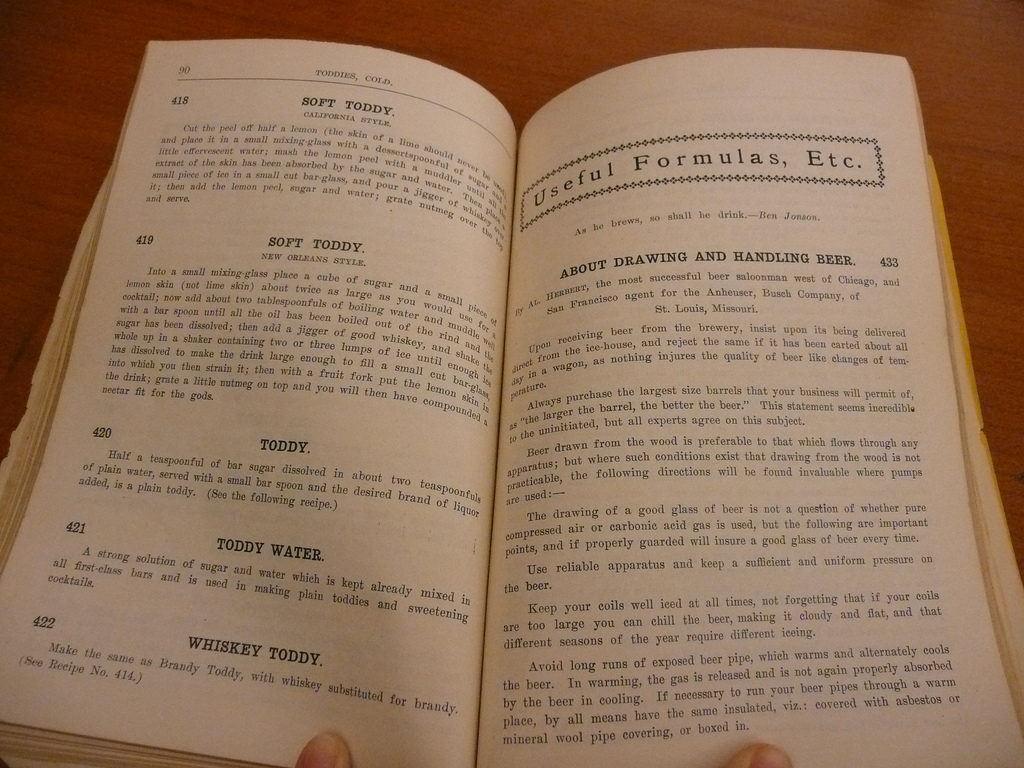 90
TODDIES, COLD.
418
SOFT TODDY.
CALIFORNIA STYLE.
Cut the peel off half a lemon (the skin of a lime should never be
and place it in a small mixing-glass with a dessertspoonful of sugar and
little effervescent water; mash the lemon peel with a muddler until all the
extract of the skin has been absorbed by the sugar and water. Then place a
small piece of ice in a small cut bar-glass, and pour a jigger of whiskey over
it; then add the lemon peel, sugar and water; grate nutmeg over the top
and serve.
419
SOFT TODDY.
NEW ORLEANS STYLE.
Into a small mixing-glass place a cube of sugar and a small piece of
lemon skin (not lime skin) about twice as large as you would use for a
cocktail; now add about two tablespoonfuls of boiling water and muddle well
with a bar spoon until all the oil has been boiled out of the rind and the
sugar has been dissolved; then add a jigger of good whiskey, and shake the
whole up in a shaker containing two or three lumps of ice until enough ice
has dissolved to make the drink large enough to fill a small cut bar-glass,
into which you then strain it; then with a fruit fork put the lemon skin in
the drink; grate a little nutmeg on top and you will then have compounded a
nectar fit for the gods.
420
TODDY.
Half a teaspoonful of bar sugar dissolved in about two teaspoonfuls
of plain water, served with a small bar spoon and the desired brand of liquor
added, is a plain toddy. (See the following recipe.)
421
TODDY WATER.
A strong solution of sugar and water which is kept already mixed in
all first-class bars and is used in making plain toddies and sweetening
cocktails.
422
WHISKEY TODDY.
Make the same as Brandy Toddy, with whiskey substituted for brandy.
(See Recipe No. 414.)
Useful Formulas, Etc.
As he brews, so shall he drink.—Ben Jonson.
ABOUT DRAWING AND HANDLING BEER. 433
By AL. HERBERT, the most successful beer saloonman west of Chicago, and
San Francisco agent for the Anheuser, Busch Company, of
St. Louis, Missouri.
Upon receiving beer from the brewery, insist upon its being delivered
direct from the ice-house, and reject the same if it has been carted about all
day in a wagon, as nothing injures the quality of beer like changes of tem-
perature.
Always purchase the largest size barrels that your business will permit of,
as "the larger the barrel, the better the beer." This statement seems incredible
to the uninitiated, but all experts agree on this subject.
Beer drawn from the wood is preferable to that which flows through any
apparatus; but where such conditions exist that drawing from the wood is not
practicable, the following directions will be found invaluable where pumps
are used:—
The drawing of a good glass of beer is not a question of whether pure
compressed air or carbonic acid gas is used, but the following are important
points, and if properly guarded will insure a good glass of beer every time.
Use reliable apparatus and keep a sufficient and uniform pressure on
the beer.
Keep your coils well iced at all times, not forgetting that if your coils
are too large you can chill the beer, making it cloudy and flat, and that
different seasons of the year require different iceing.
Avoid long runs of exposed beer pipe, which warms and alternately cools
the beer. In warming, the gas is released and is not again properly absorbed
by the beer in cooling. If necessary to run your beer pipes through a warm
place, by all means have the same insulated, viz.: covered with asbestos or
mineral wool pipe covering, or boxed in.